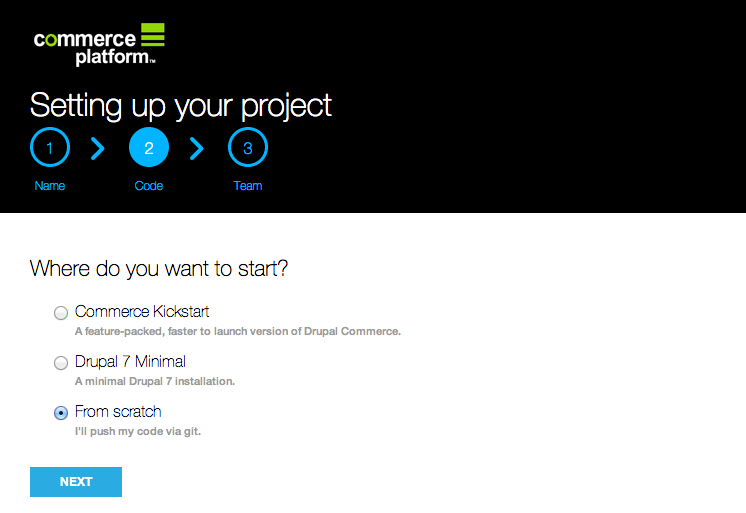 commerce
platform™
Setting up your project
1
2
3
Name
Code
Team
Where do you want to start?
Commerce Kickstart
A feature-packed, faster to launch version of Drupal Commerce.
Drupal 7 Minimal
A minimal Drupal 7 installation.
From scratch
I'll push my code via git.
NEXT